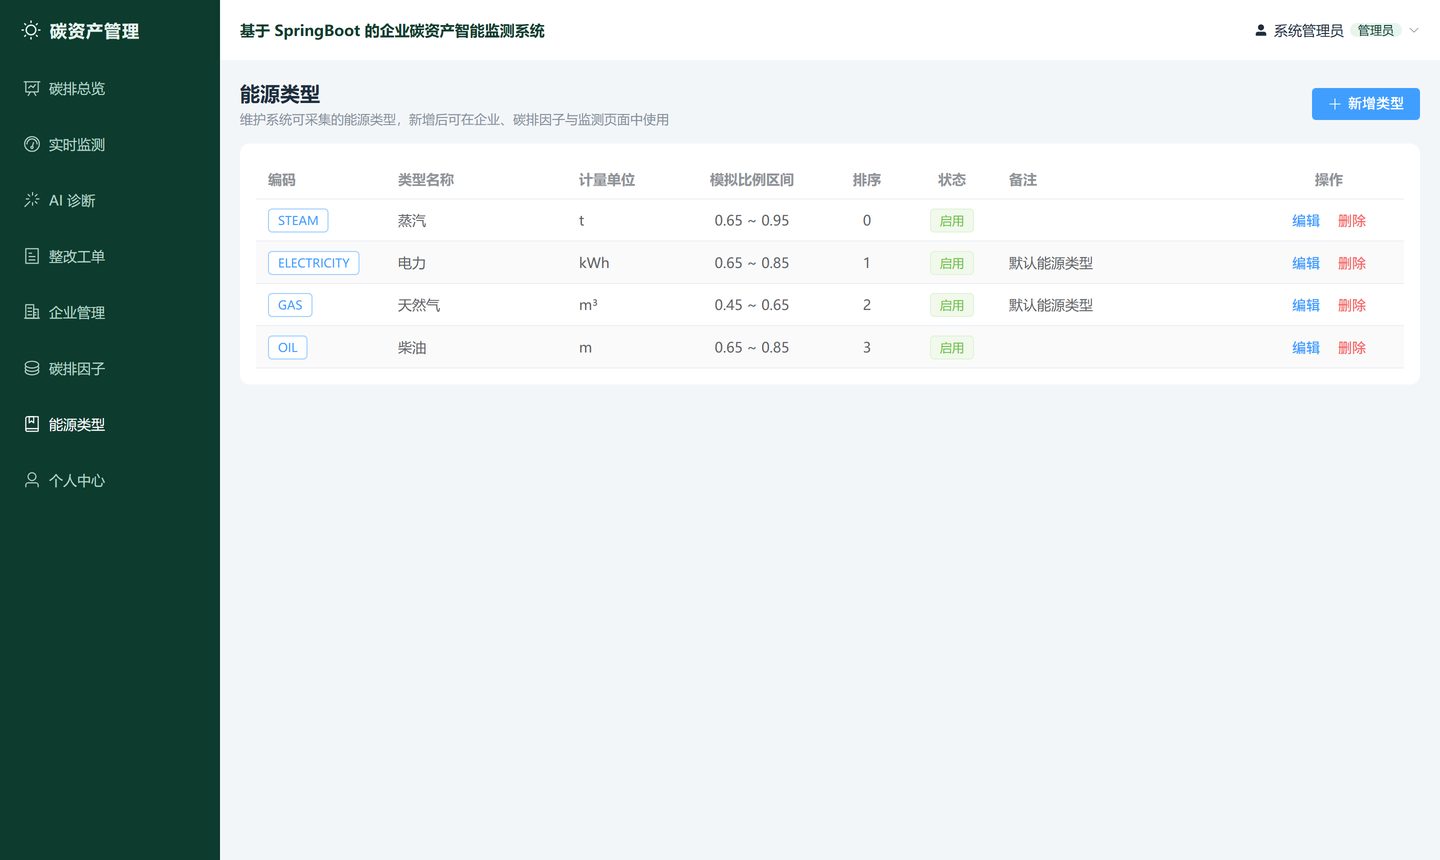 碳资产管理
碳排总览
实时监测
AI 诊断
整改工单
企业管理
碳排因子
能源类型
个人中心
基于 SpringBoot 的企业碳资产智能监测系统
系统管理员 管理员
能源类型
维护系统可采集的能源类型，新增后可在企业、碳排因子与监测页面中使用
新增类型
编码 类型名称 计量单位 模拟比例区间 排序 状态 备注 操作
STEAM 蒸汽 t 0.65 ~ 0.95 0 启用 编辑 删除
ELECTRICITY 电力 kWh 0.65 ~ 0.85 1 启用 默认能源类型 编辑 删除
GAS 天然气 m³ 0.45 ~ 0.65 2 启用 默认能源类型 编辑 删除
OIL 柴油 m 0.65 ~ 0.85 3 启用 编辑 删除